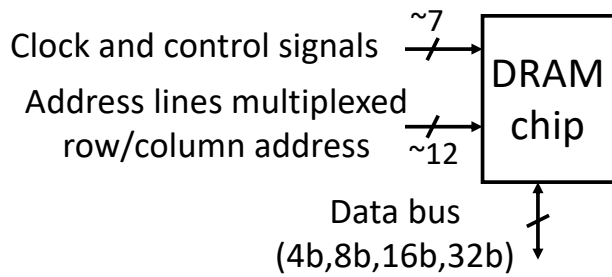 ~7
Clock and control signals
DRAM
chip
Address lines multiplexed
row/column address
~12
Data bus
(4b,8b,16b,32b)